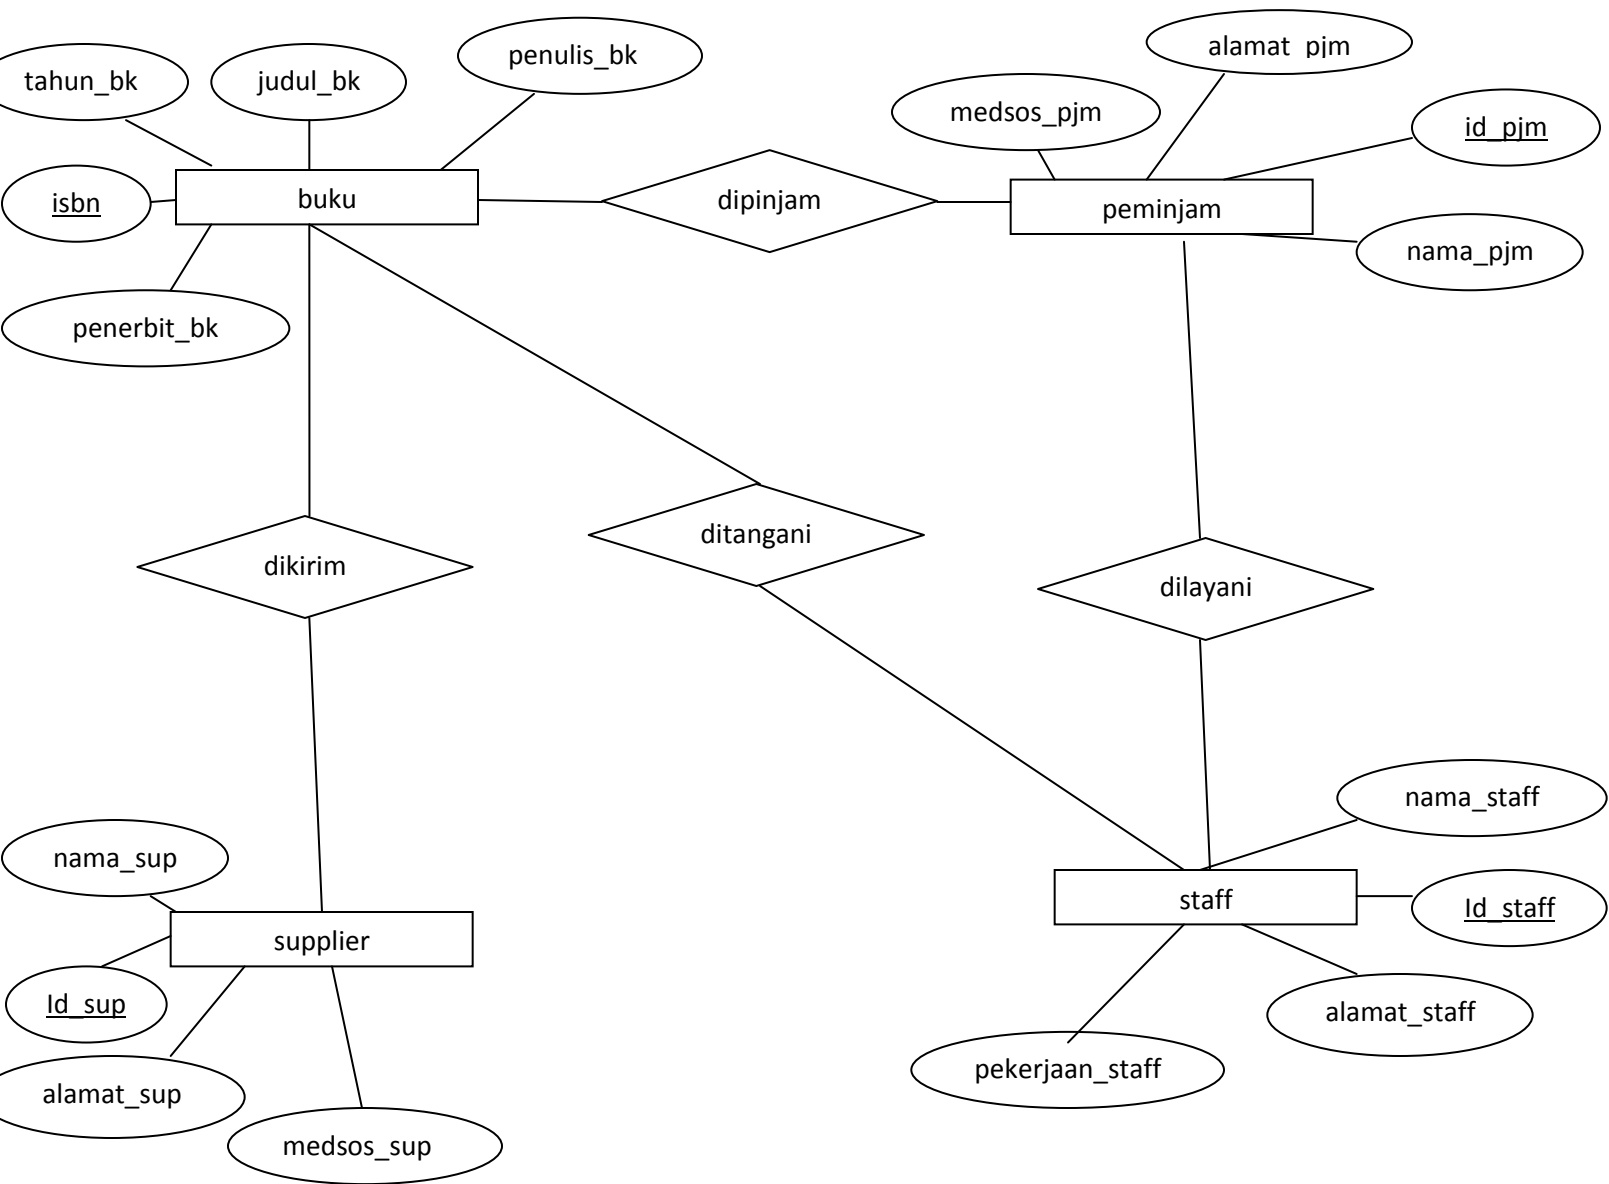 alamat_pjm
penulis_bk
tahun_bk
judul_bk
medsos_pjm
id_pjm
isbn
buku
dipinjam
peminjam
nama_pjm
penerbit_bk
ditangani
dikirim
dilayani
nama_staff
nama_sup
staff
Id_staff
supplier
Id_sup
alamat_staff
pekerjaan_staff
alamat_sup
medsos_sup